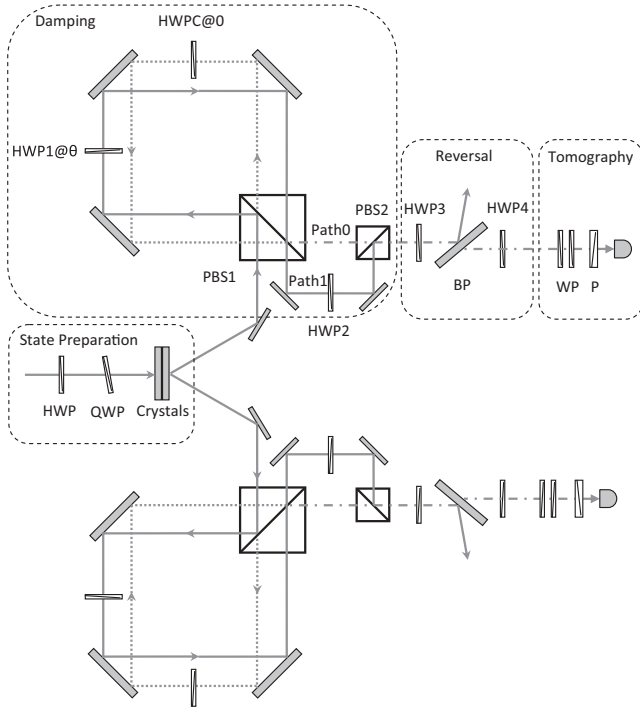 Damping
HWPC@0
HWP1@θ
Reversal
Tomography
PBS2
HWP3
HWP4
Path0
PBS1
Path1
BP
WP
P
HWP2
State Preparation
HWP
QWP
Crystals